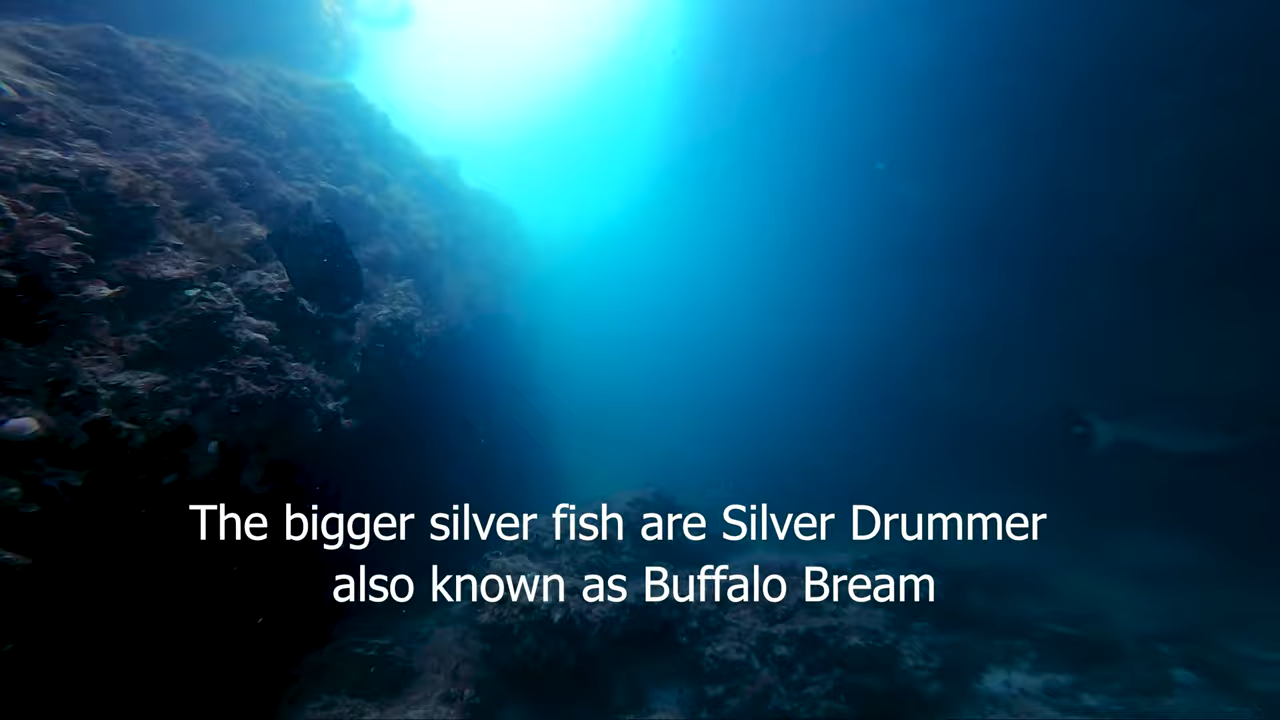 The bigger silver fish are Silver Drummer
also known as Buffalo Bream